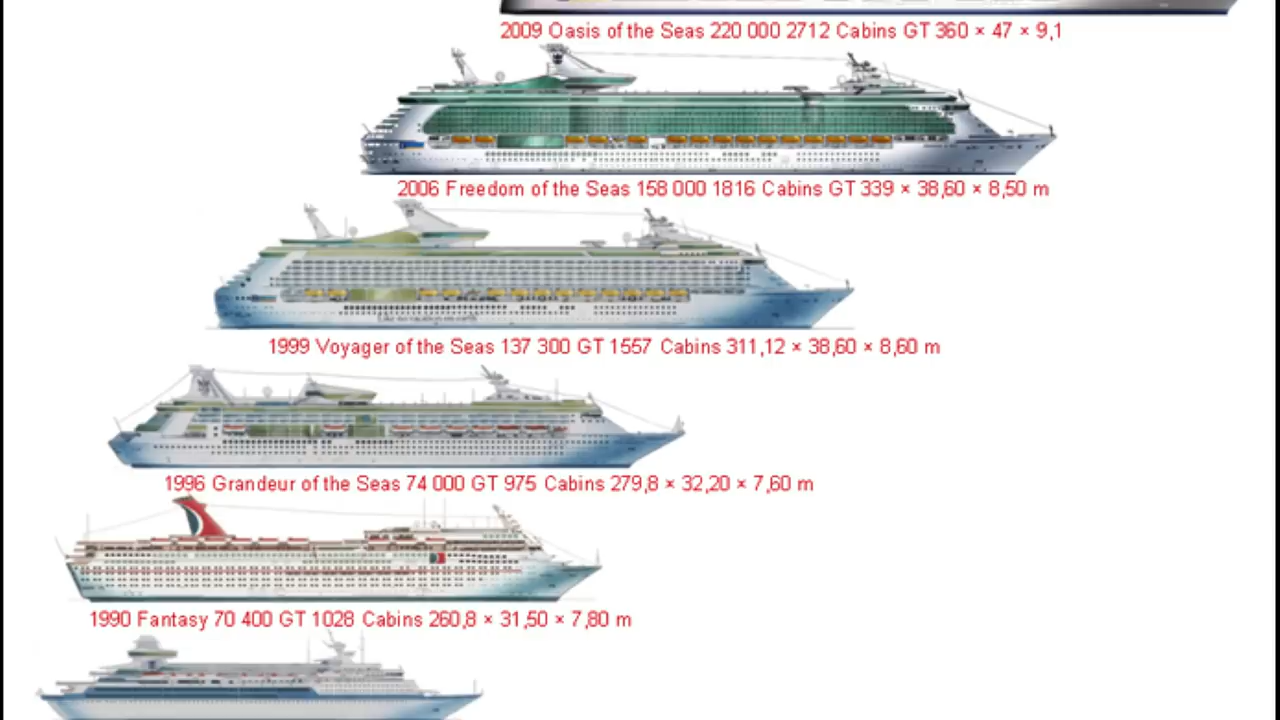 2009 Oasis of the Seas 220 000 2712 Cabins GT 360 × 47 × 9,1
2006 Freedom of the Seas 158 000 1816 Cabins GT 339 × 38,60 × 8,50 m
1999 Voyager of the Seas 137 300 GT 1557 Cabins 311,12 × 38,60 × 8,60 m
1996 Grandeur of the Seas 74 000 GT 975 Cabins 279,8 × 32,20 × 7,60 m
1990 Fantasy 70 400 GT 1028 Cabins 260,8 × 31,50 × 7,80 m